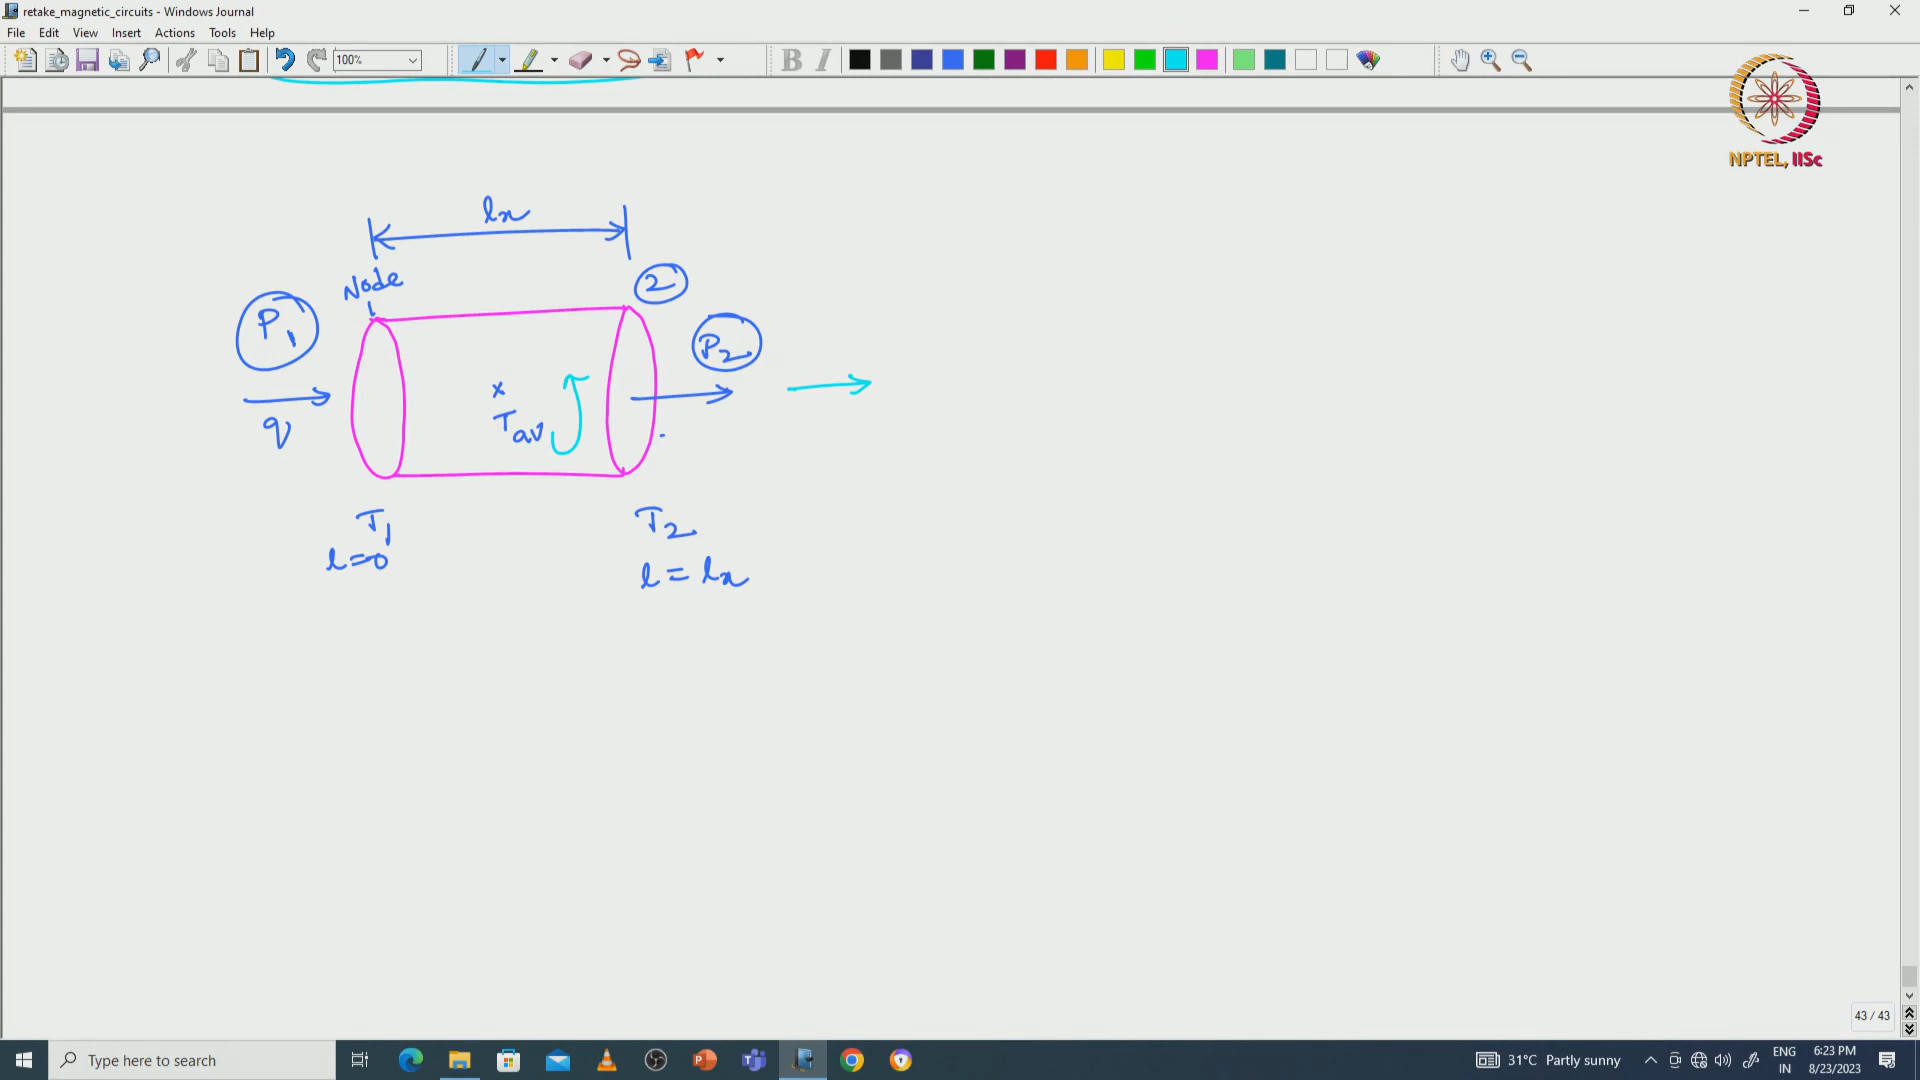 retake_magnetic_circuits - Windows Journal
File Edit View Insert Actions Tools Help
100%
B I
NPTEL, IISc
lx
Node
2
P1
P2
q
x
Tav
T1
l=0
T2
l = lx
43 / 43
Type here to search
31°C Partly sunny
ENG
IN
6:23 PM
8/23/2023